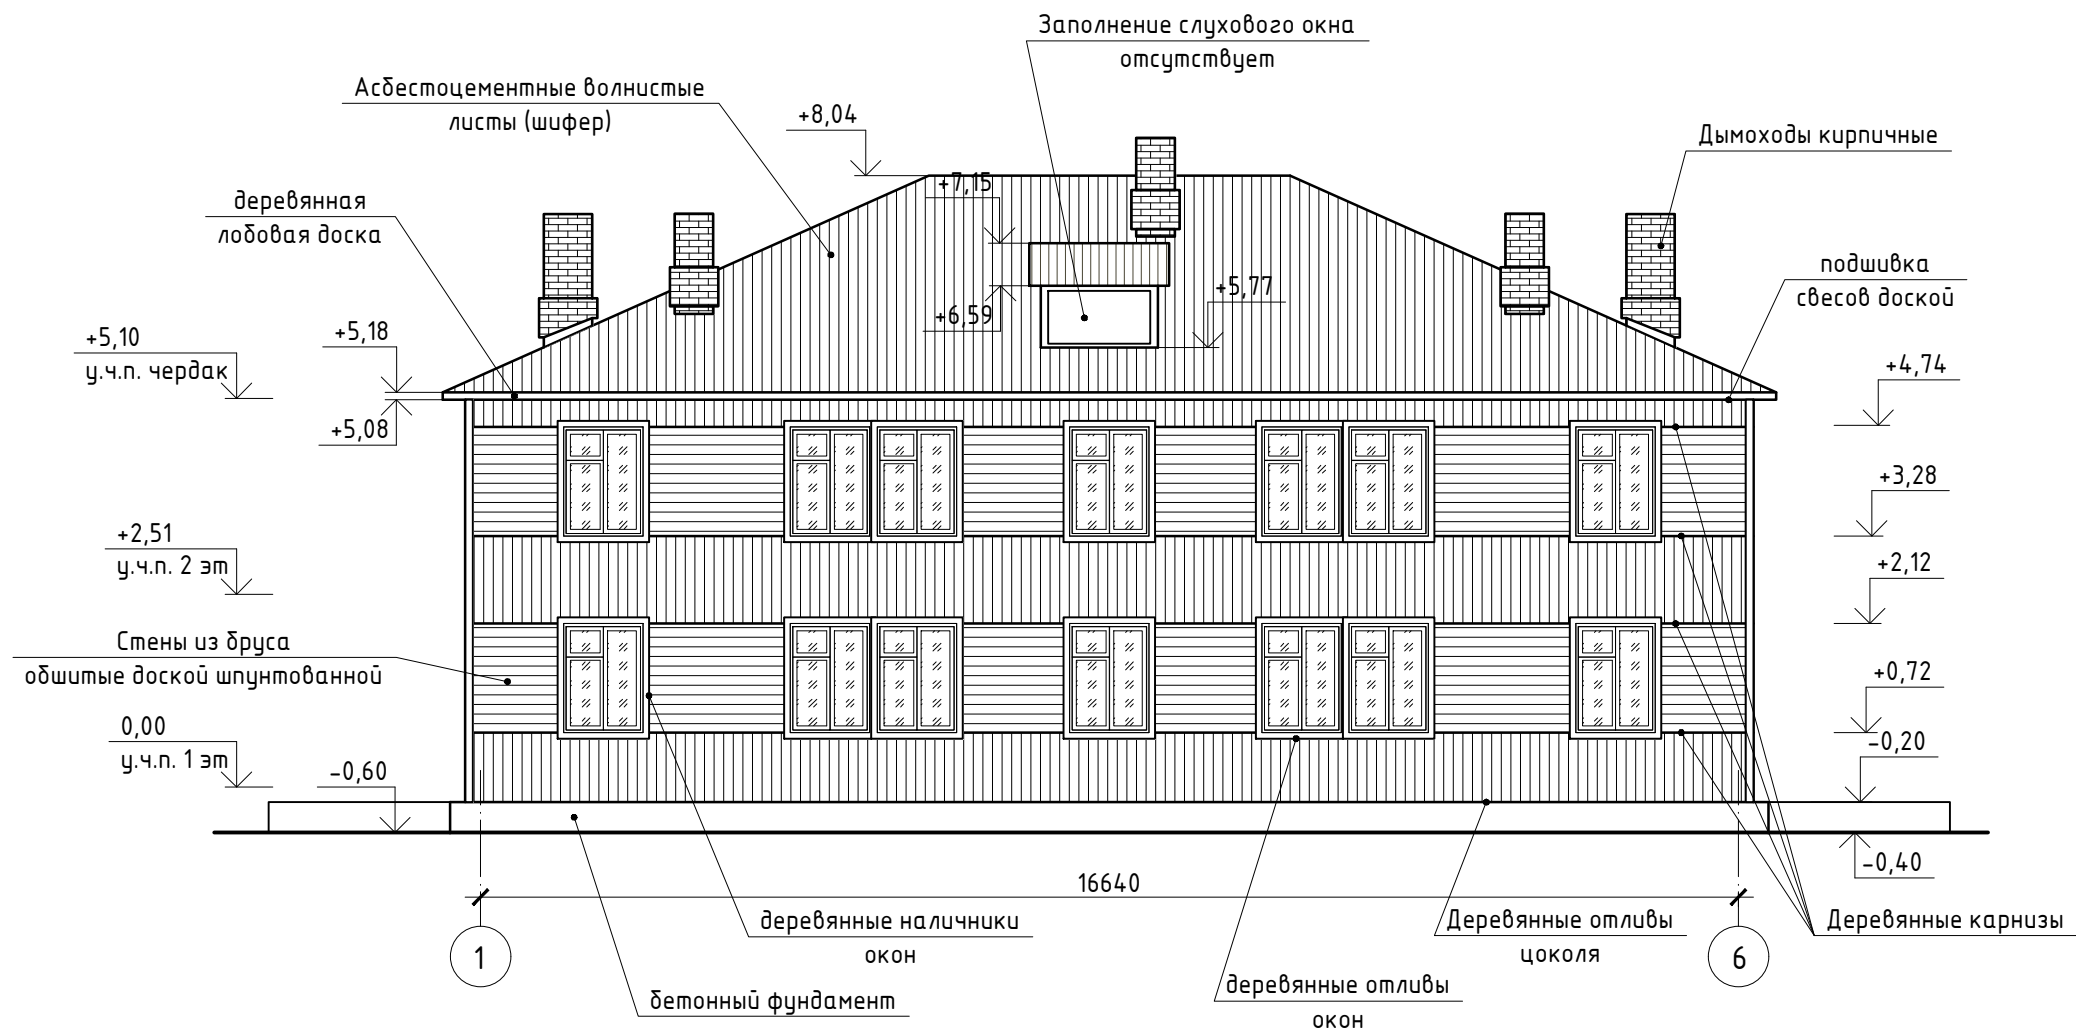 Заполнение слухового окна
отсутствует
Асбестоцементные волнистые
листы (шифер)
+8,04
Дымоходы кирпичные
+7,15
деревянная
лобовая доска
подшивка
свесов доской
+5,77
+6,59
+5,10
у.ч.п. чердак
+5,18
+4,74
+5,08
+3,28
+2,51
у.ч.п. 2 эт
+2,12
Стены из бруса
обшитые доской шпунтованной
+0,72
0,00
у.ч.п. 1 эт
-0,20
-0,60
-0,40
16640
деревянные наличники
окон
Деревянные отливы
цоколя
Деревянные карнизы
1
6
бетонный фундамент
деревянные отливы
окон